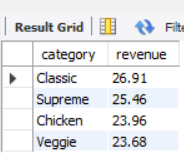 Result Grid Filte
category revenue
Classic 26.91
Supreme 25.46
Chicken 23.96
Veggie 23.68